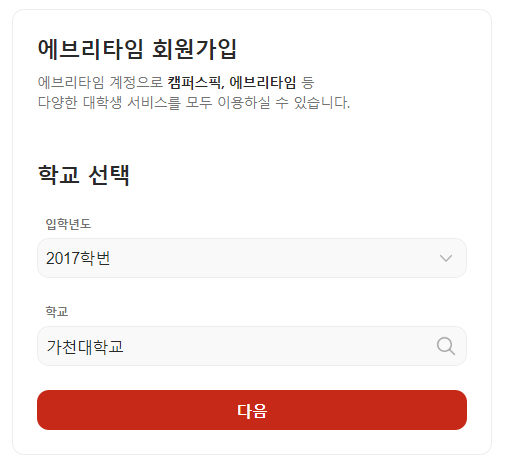 에브리타임 회원가입
에브리타임 계정으로 캠퍼스픽, 에브리타임 등
다양한 대학생 서비스를 모두 이용하실 수 있습니다.
학교 선택
입학년도
2017학번
학교
가천대학교
다음